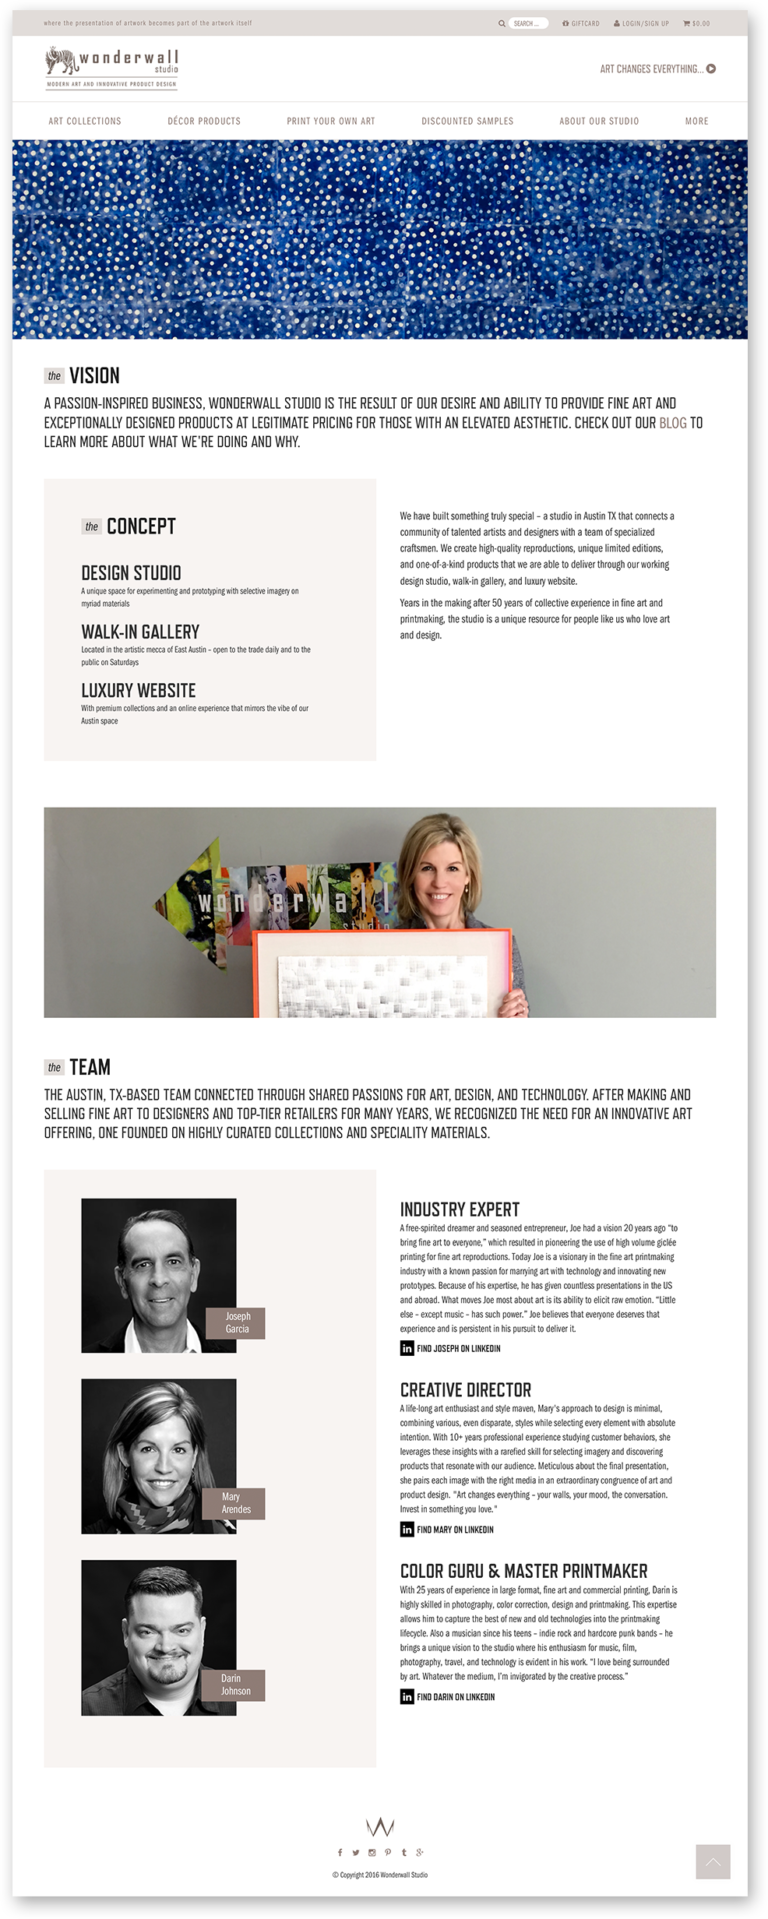 where the presentation of artwork becomes part of the artwork itself
SEARCH ... GIFTCARD LOGIN/SIGN UP $0.00
wonderwall
studio
MODERN ART AND INNOVATIVE PRODUCT DESIGN
ART CHANGES EVERYTHING...
ART COLLECTIONS DÉCOR PRODUCTS PRINT YOUR OWN ART DISCOUNTED SAMPLES ABOUT OUR STUDIO MORE
the VISION
A PASSION-INSPIRED BUSINESS, WONDERWALL STUDIO IS THE RESULT OF OUR DESIRE AND ABILITY TO PROVIDE FINE ART AND
EXCEPTIONALLY DESIGNED PRODUCTS AT LEGITIMATE PRICING FOR THOSE WITH AN ELEVATED AESTHETIC. CHECK OUT OUR BLOG TO
LEARN MORE ABOUT WHAT WE'RE DOING AND WHY.
the CONCEPT
DESIGN STUDIO
A unique space for experimenting and prototyping with selective imagery on
myriad materials
WALK-IN GALLERY
Located in the artistic mecca of East Austin – open to the trade daily and to the
public on Saturdays
LUXURY WEBSITE
With premium collections and an online experience that mirrors the vibe of our
Austin space
We have built something truly special – a studio in Austin TX that connects a
community of talented artists and designers with a team of specialized
craftsmen. We create high-quality reproductions, unique limited editions,
and one-of-a-kind products that we are able to deliver through our working
design studio, walk-in gallery, and luxury website.
Years in the making after 50 years of collective experience in fine art and
printmaking, the studio is a unique resource for people like us who love art
and design.
wonderwall
studio
the TEAM
THE AUSTIN, TX-BASED TEAM CONNECTED THROUGH SHARED PASSIONS FOR ART, DESIGN, AND TECHNOLOGY. AFTER MAKING AND
SELLING FINE ART TO DESIGNERS AND TOP-TIER RETAILERS FOR MANY YEARS, WE RECOGNIZED THE NEED FOR AN INNOVATIVE ART
OFFERING, ONE FOUNDED ON HIGHLY CURATED COLLECTIONS AND SPECIALITY MATERIALS.
Joseph
Garcia
INDUSTRY EXPERT
A free-spirited dreamer and seasoned entrepreneur, Joe had a vision 20 years ago “to
bring fine art to everyone,” which resulted in pioneering the use of high volume giclée
printing for fine art reproductions. Today Joe is a visionary in the fine art printmaking
industry with a known passion for marrying art with technology and innovating new
prototypes. Because of his expertise, he has given countless presentations in the US
and abroad. What moves Joe most about art is its ability to elicit raw emotion. “Little
else – except music – has such power.” Joe believes that everyone deserves that
experience and is persistent in his pursuit to deliver it.
in FIND JOSEPH ON LINKEDIN
Mary
Arendes
CREATIVE DIRECTOR
A life-long art enthusiast and style maven, Mary's approach to design is minimal,
combining various, even disparate, styles while selecting every element with absolute
intention. With 10+ years professional experience studying customer behaviors, she
leverages these insights with a rarefied skill for selecting imagery and discovering
products that resonate with our audience. Meticulous about the final presentation,
she pairs each image with the right media in an extraordinary congruence of art and
product design. "Art changes everything – your walls, your mood, the conversation.
Invest in something you love."
in FIND MARY ON LINKEDIN
Darin
Johnson
COLOR GURU & MASTER PRINTMAKER
With 25 years of experience in large format, fine art and commercial printing, Darin is
highly skilled in photography, color correction, design and printmaking. This expertise
allows him to capture the best of new and old technologies into the printmaking
lifecycle. Also a musician since his teens – indie rock and hardcore punk bands – he
brings a unique vision to the studio where his enthusiasm for music, film,
photography, travel, and technology is evident in his work. “I love being surrounded
by art. Whatever the medium, I'm invigorated by the creative process.”
in FIND DARIN ON LINKEDIN
© Copyright 2016 Wonderwall Studio